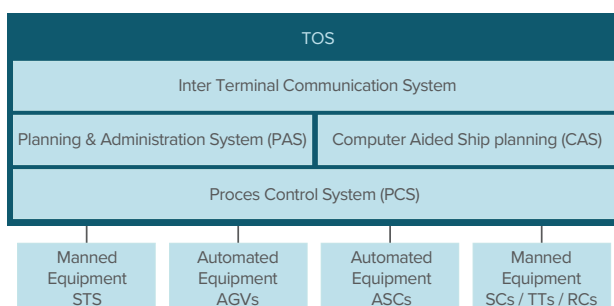 TOS
Inter Terminal Communication System
Planning & Administration System (PAS)
Computer Aided Ship planning (CAS)
Proces Control System (PCS)
Manned
Equipment
STS
Automated
Equipment
AGVs
Automated
Equipment
ASCs
Manned
Equipment
SCs / TTs / RCs